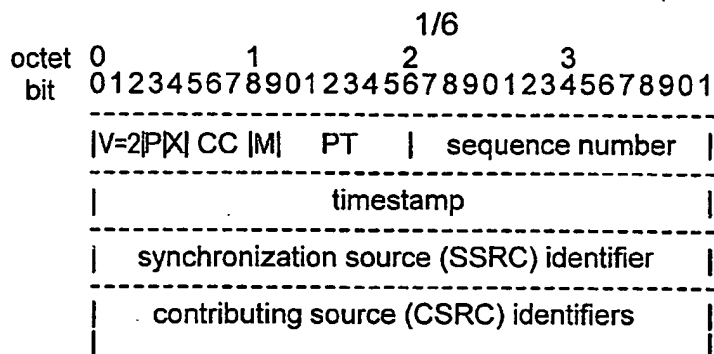 1/6
octet 0 1 2 3
bit 01234567890123456789012345678901
|V=2|P|X| CC |M| PT | sequence number |
| timestamp |
| synchronization source (SSRC) identifier |
| contributing source (CSRC) identifiers |